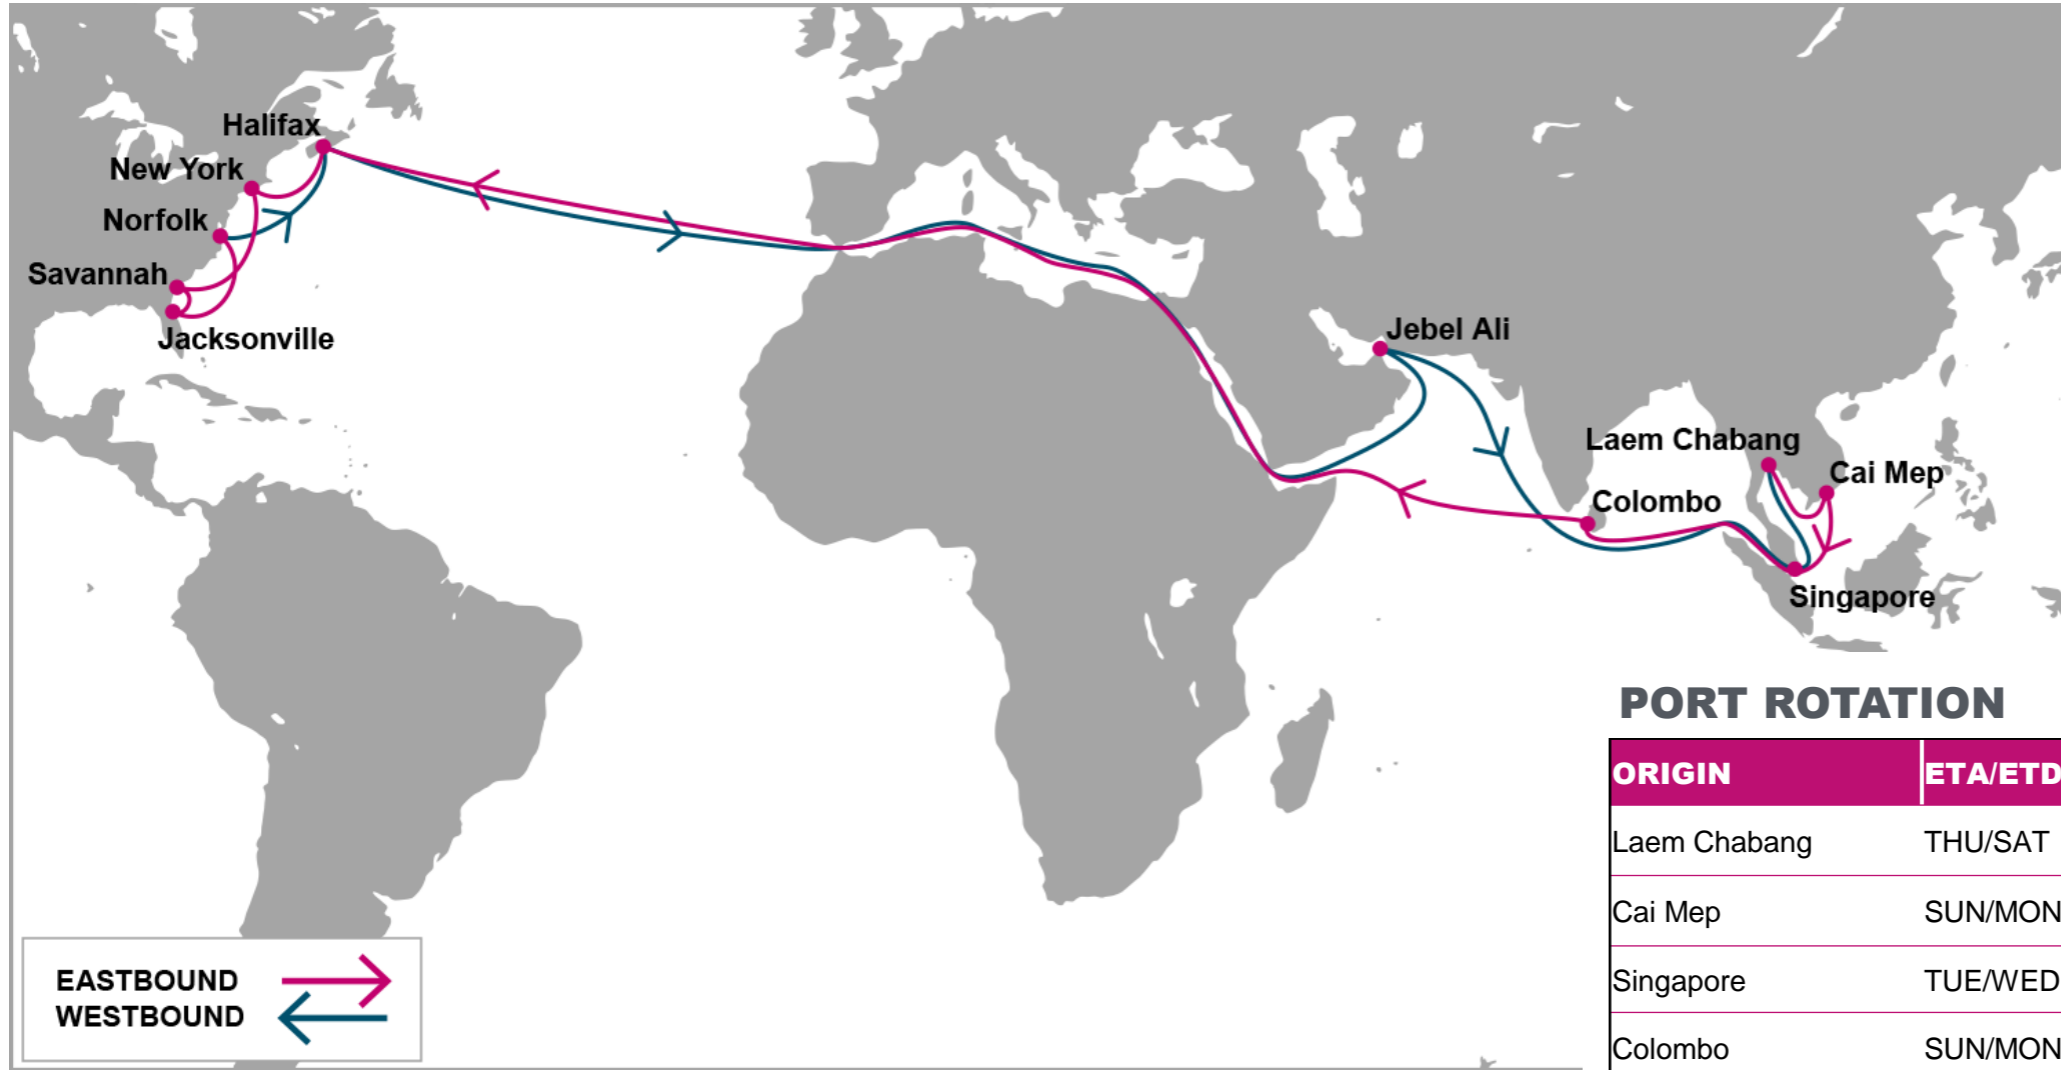 Halifax
New York
Norfolk
Savannah
Jacksonville
Jebel Ali
Laem Chabang
Cai Mep
Colombo
Singapore
EASTBOUND
WESTBOUND
PORT ROTATION
ORIGIN ETA/ETD
Laem Chabang THU/SAT
Cai Mep SUN/MON
Singapore TUE/WED
Colombo SUN/MON